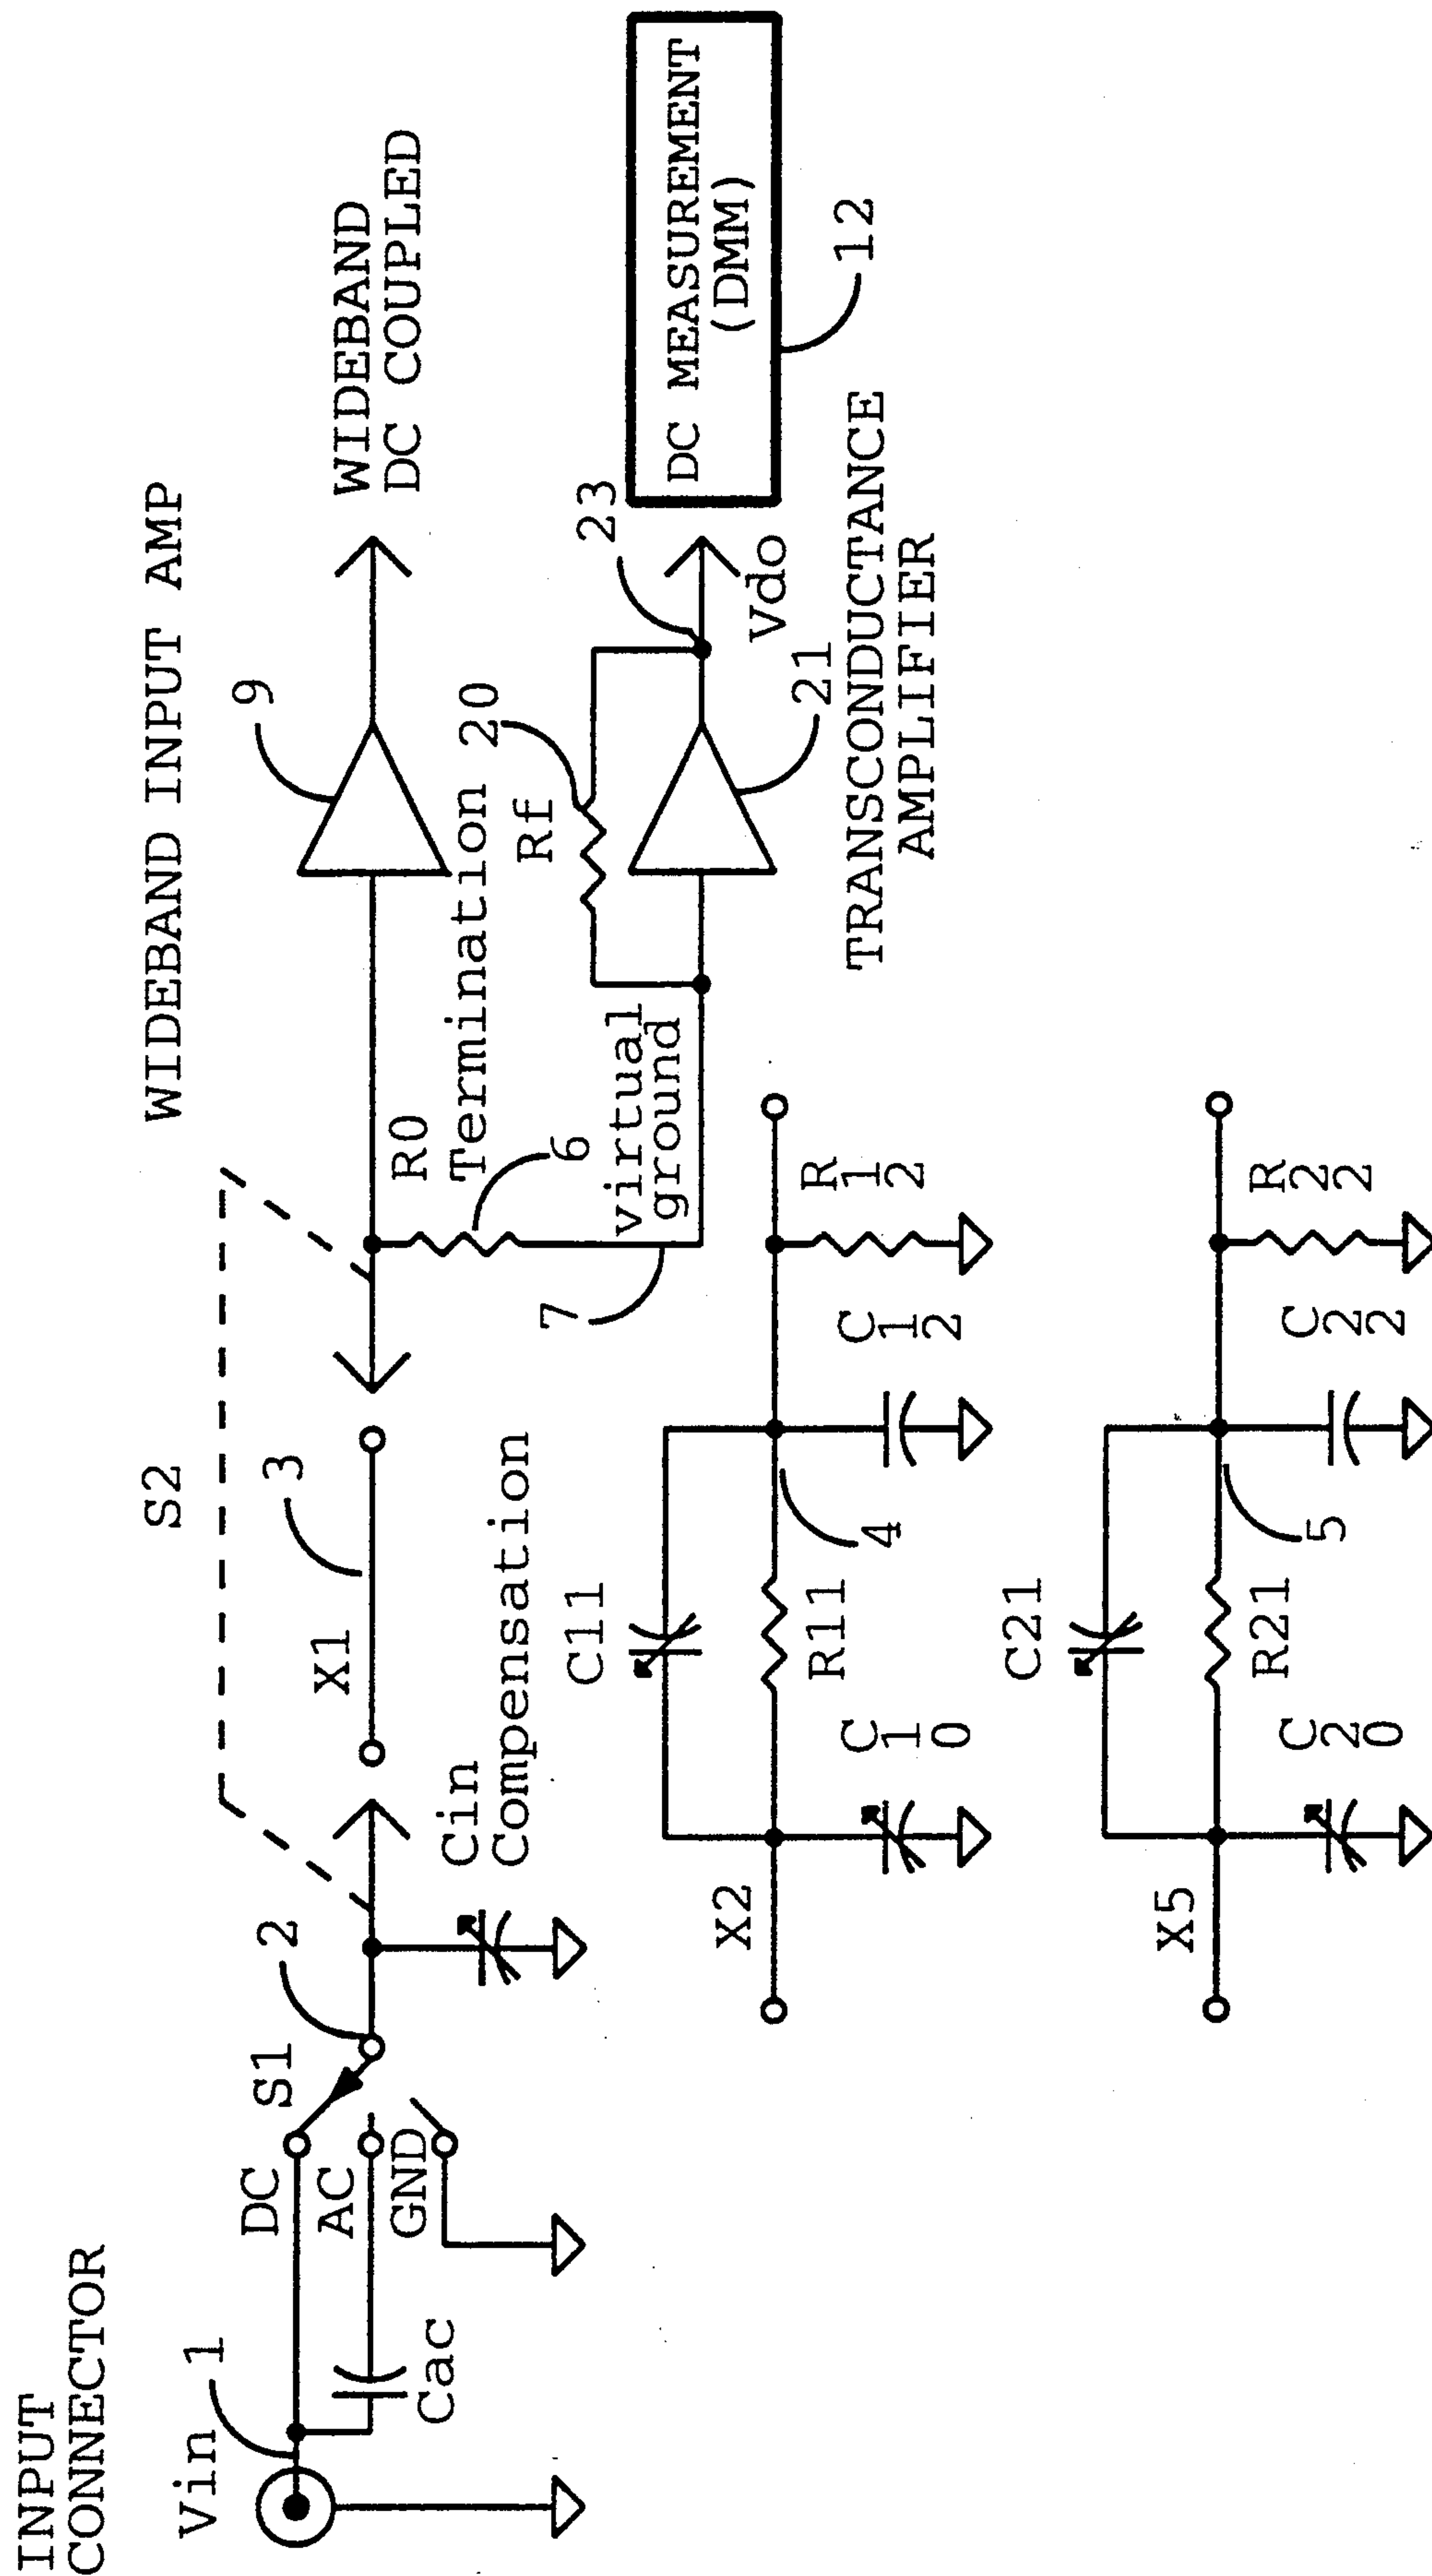 INPUT
CONNECTOR
Vin
1
DC
AC
GND
Cac
S1
2
Cin
Compensation
S2
X1
3
WIDEBAND INPUT AMP
9
WIDEBAND
DC COUPLED
R0
Termination
6
7
virtual
ground
Rf
20
21
23
Vdo
TRANSCONDUCTANCE
AMPLIFIER
DC MEASUREMENT
(DMM)
12
X2
C11
R11
C10
4
C12
R12
X5
C21
R21
C20
5
C22
R22